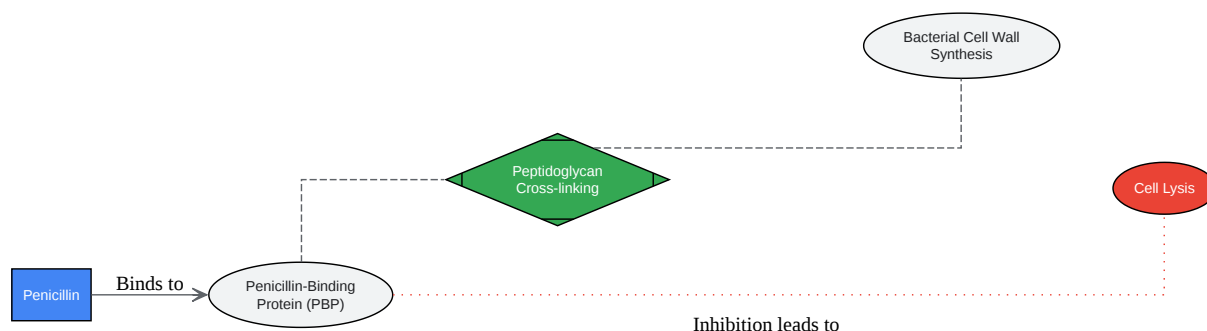 Bacterial Cell Wall
Synthesis
Peptidoglycan
Cross-linking
Cell Lysis
Penicillin
Binds to
Penicillin-Binding
Protein (PBP)
Inhibition leads to